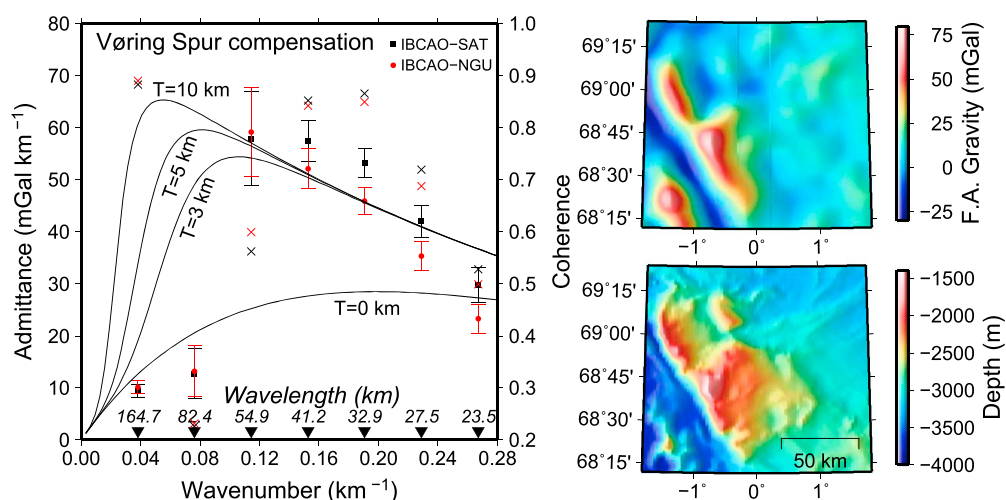 Vøring Spur compensation
IBCAO−SAT
IBCAO−NGU
T=10 km
T=5 km
T=3 km
T=0 km
Admittance (mGal km−1)
80
70
60
50
40
30
20
10
0
Coherence
1.0
0.9
0.8
0.7
0.6
0.5
0.4
0.3
0.2
Wavelength (km)
164.7 82.4 54.9 41.2 32.9 27.5 23.5
0.00 0.04 0.08 0.12 0.16 0.20 0.24 0.28
Wavenumber (km−1)
69˚15'
69˚00'
68˚45'
68˚30'
68˚15'
−1˚ 0˚ 1˚
75
50
25
0
−25
F.A. Gravity (mGal)
69˚15'
69˚00'
68˚45'
68˚30'
68˚15'
50 km
−1˚ 0˚ 1˚
−1500
−2000
−2500
−3000
−3500
−4000
Depth (m)